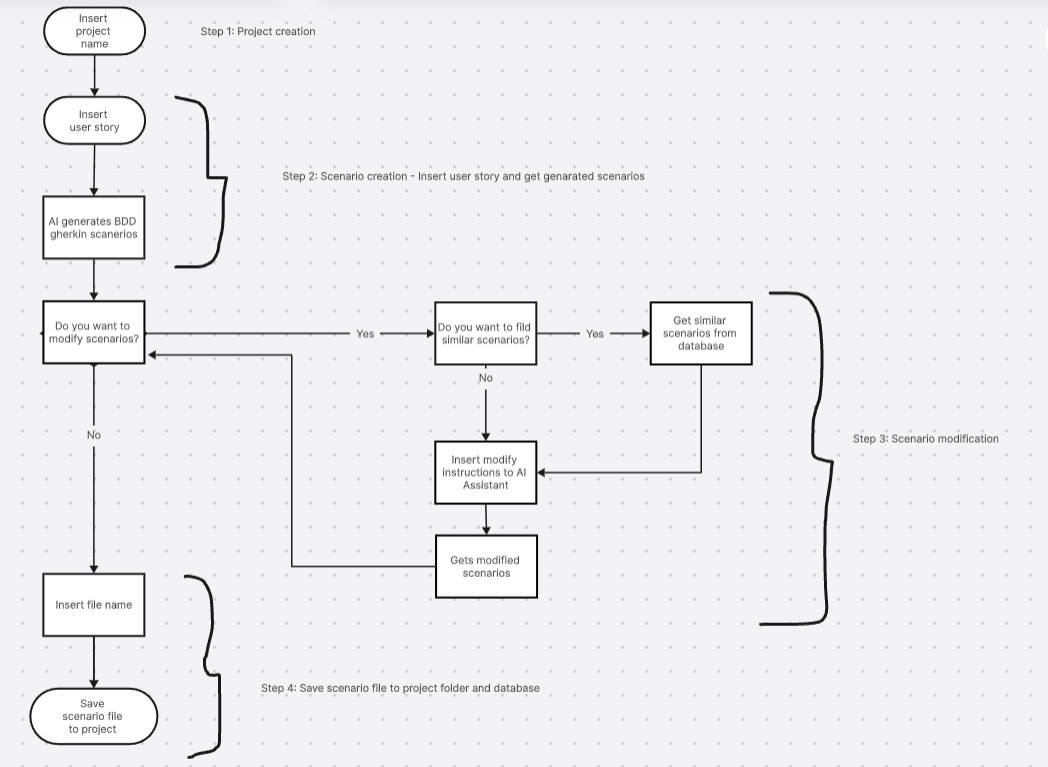 Insert
project
name
Step 1: Project creation
Insert
user story
Step 2: Scenario creation - Insert user story and get genarated scenarios
AI generates BDD
gherkin scanerios
Do you want to
modify scenarios?
Yes
Do you want to fild
similar scenarios?
Yes
Get similar
scenarios from
database
No
No
Step 3: Scenario modification
Insert modify
instructions to AI
Assistant
Gets modified
scenarios
Insert file name
Step 4: Save scenario file to project folder and database
Save
scenario file
to project